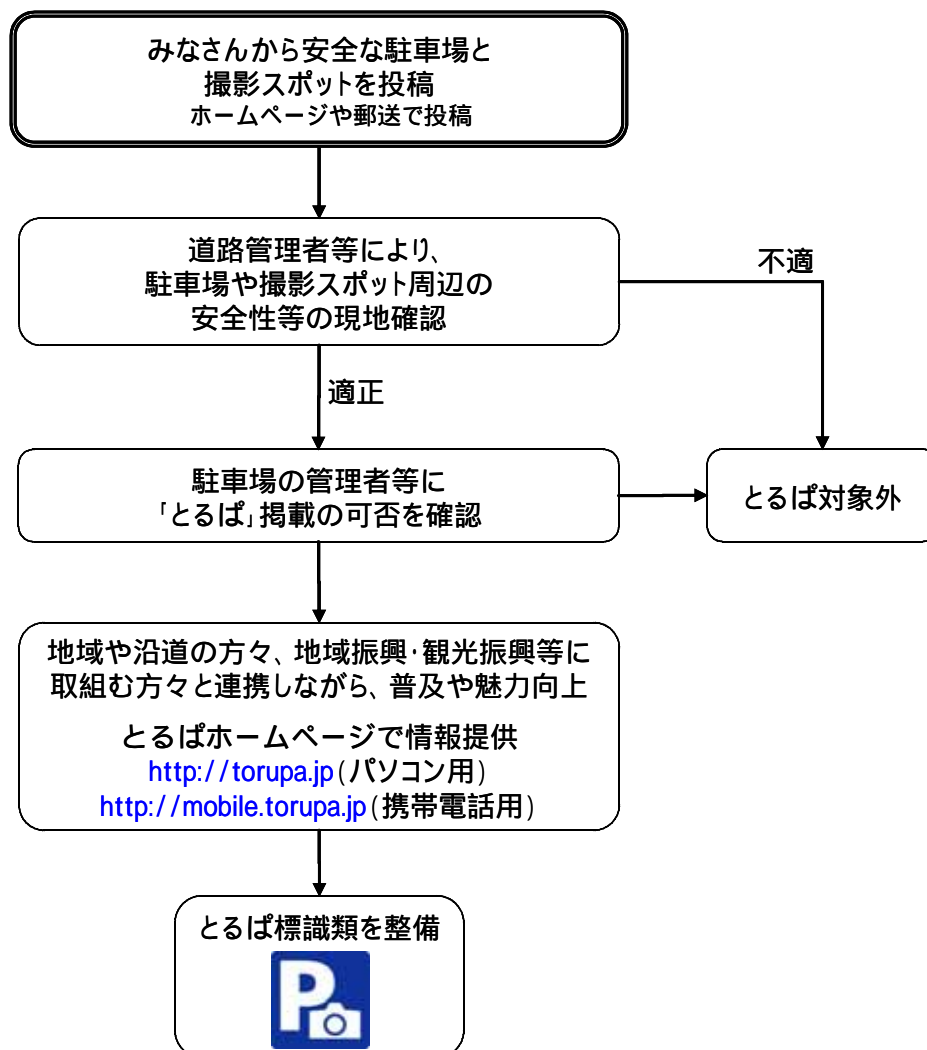 みなさんから安全な駐車場と
撮影スポットを投稿
ホームページや郵送で投稿
道路管理者等により、
駐車場や撮影スポット周辺の
安全性等の現地確認
不適
適正
駐車場の管理者等に
「とるぱ」掲載の可否を確認
とるぱ対象外
地域や沿道の方々、地域振興・観光振興等に
取組む方々と連携しながら、普及や魅力向上
とるぱホームページで情報提供
http://torupa.jp(パソコン用)
http://mobile.torupa.jp(携帯電話用)
とるぱ標識類を整備
P